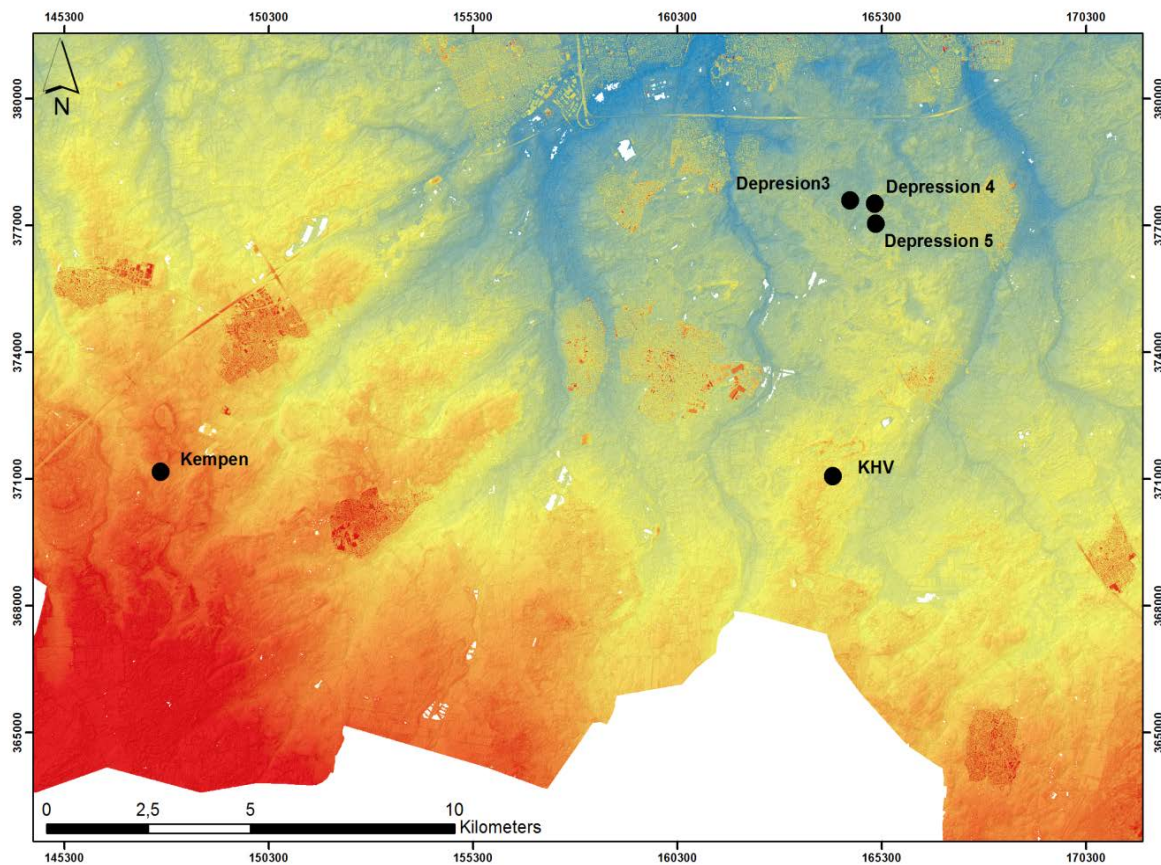 145300 150300 155300 160300 165300 170300
380000 380000
N
Depresion3 Depression 4
377000 377000
Depression 5
374000 374000
371000 Kempen KHV 371000
368000 368000
365000 365000
0 2,5 5 10
Kilometers
145300 150300 155300 160300 165300 170300